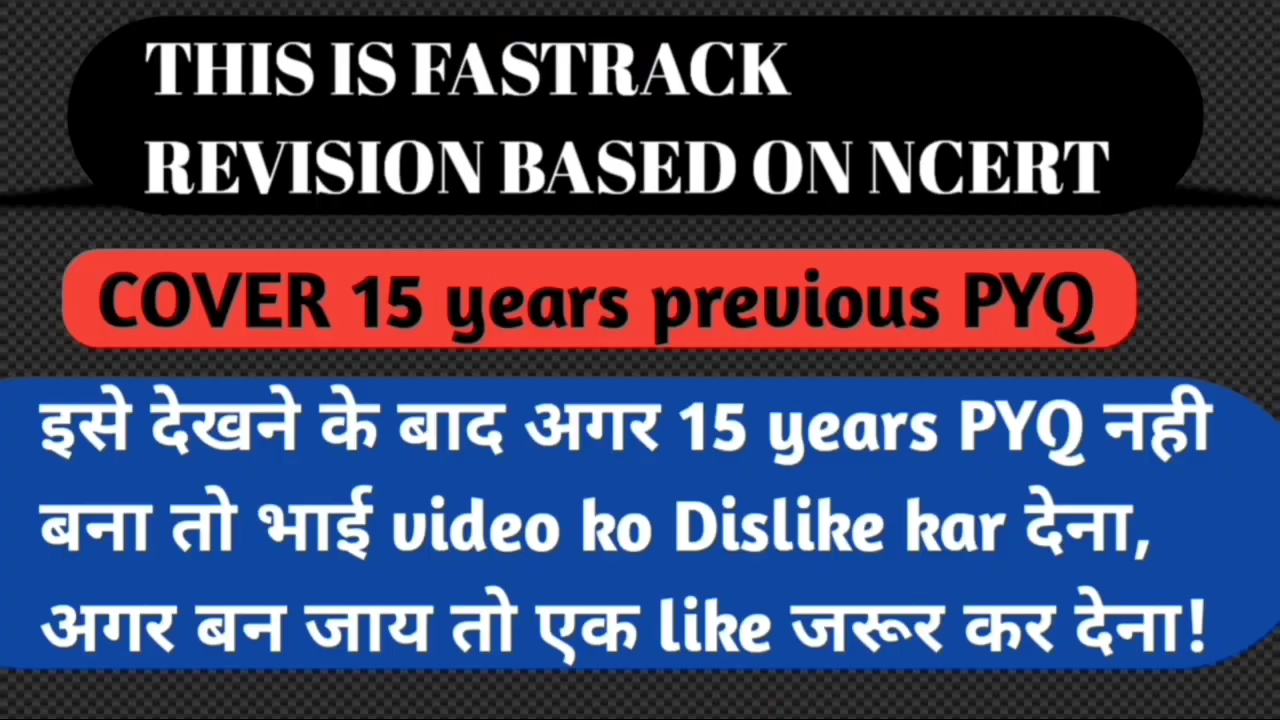 THIS IS FASTRACK
REVISION BASED ON NCERT
COVER 15 years previous PYQ
इसे देखने के बाद अगर 15 years PYQ नही
बना तो भाई video ko Dislike kar देना,
अगर बन जाय तो एक like जरूर कर देना!